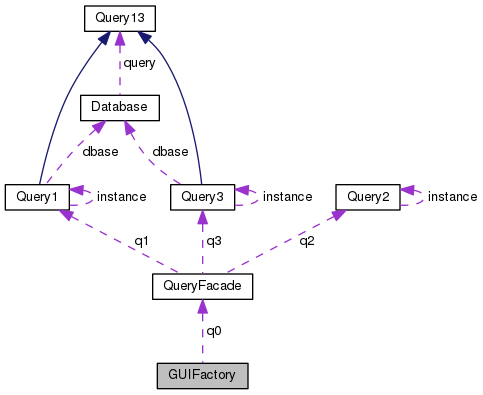 Query13
query
Database
dbase
dbase
Query1
instance
Query3
instance
Query2
instance
q1
q3
q2
QueryFacade
q0
GUIFactory